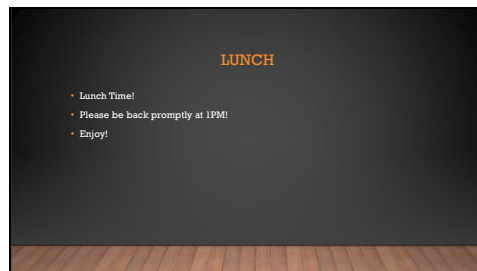 LUNCH
• Lunch Time!
• Please be back promptly at 1PM!
• Enjoy!